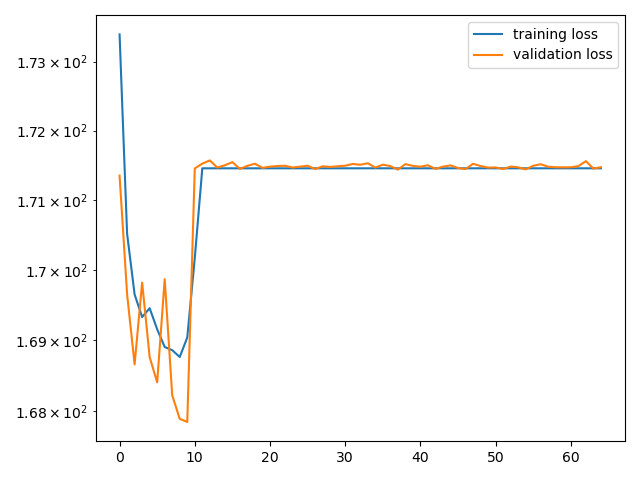 training loss
validation loss
1.73 × 10²
1.72 × 10²
1.71 × 10²
1.7 × 10²
1.69 × 10²
1.68 × 10²
0 10 20 30 40 50 60